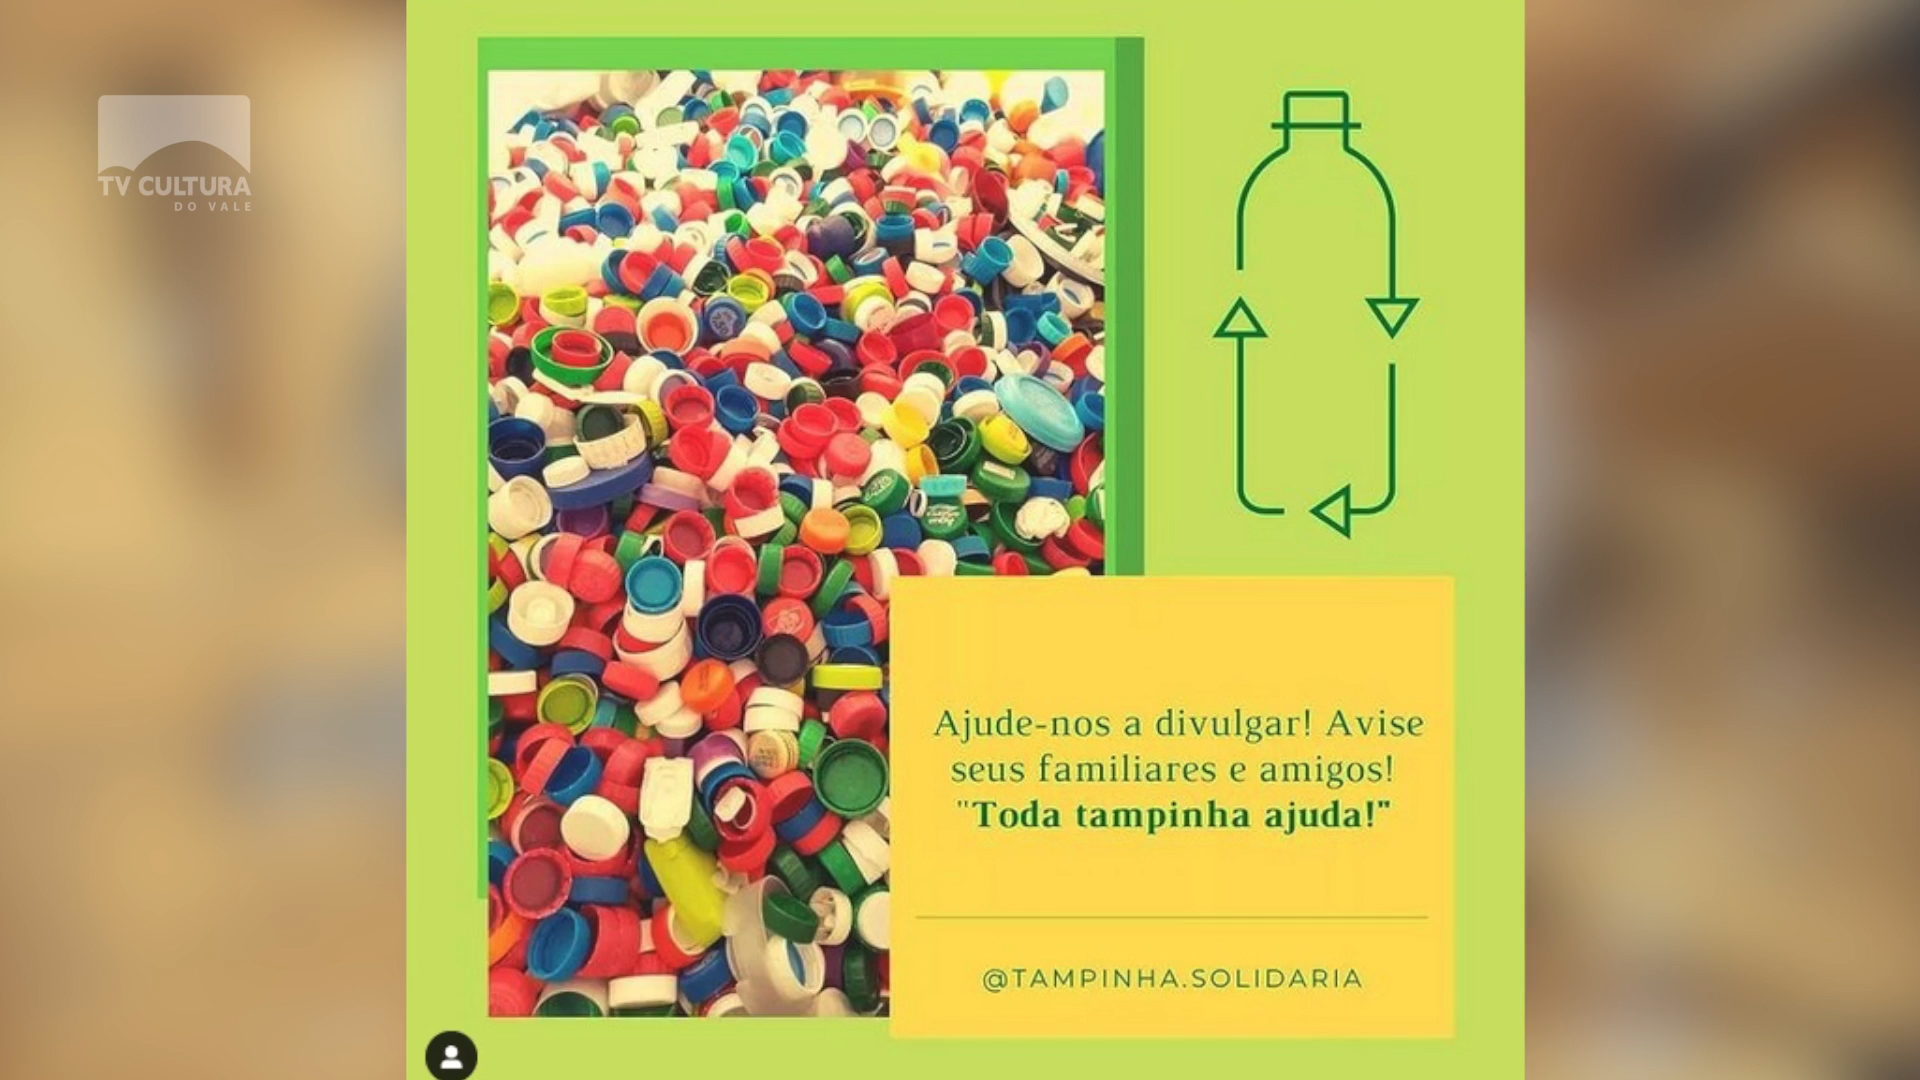 TV CULTURA
DO VALE
Ajude-nos a divulgar! Avise
seus familiares e amigos!
"Toda tampinha ajuda!"
@TAMPINHA.SOLIDARIA